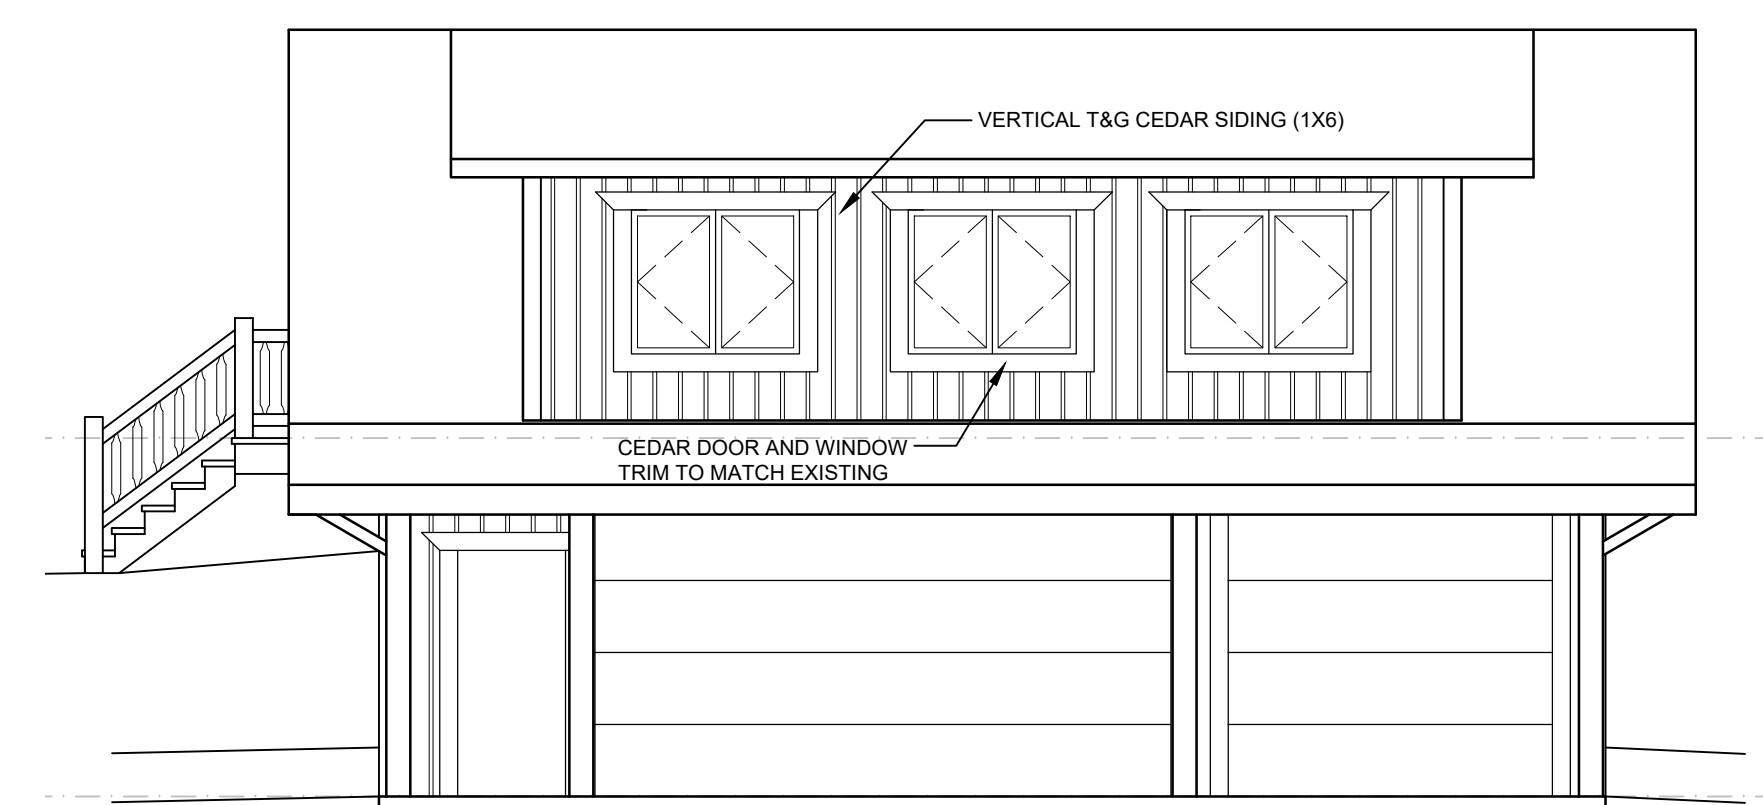 VERTICAL T&G CEDAR SIDING (1X6)
CEDAR DOOR AND WINDOW
TRIM TO MATCH EXISTING